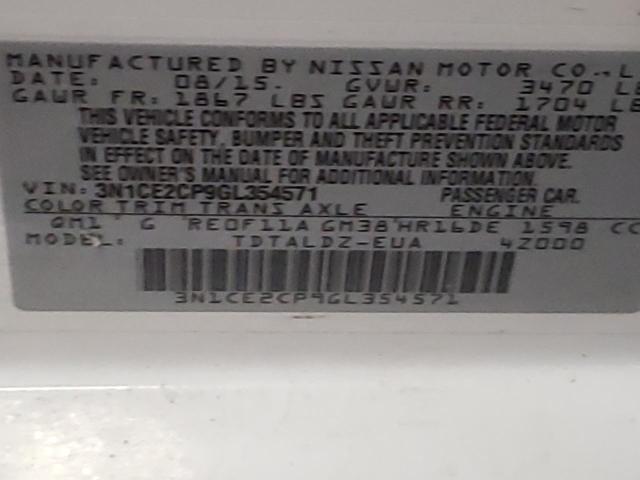 MANUFACTURED BY NISSAN MOTOR CO., L
DATE: 08/15. GVWR: 3470 LB
GAWR FR: 1867 LBS GAWR RR: 1704 LB
THIS VEHICLE CONFORMS TO ALL APPLICABLE FEDERAL MOTOR
VEHICLE SAFETY, BUMPER AND THEFT PREVENTION STANDARDS
IN EFFECT ON THE DATE OF MANUFACTURE SHOWN ABOVE.
SEE OWNER'S MANUAL FOR ADDITIONAL INFORMATION.
VIN: 3N1CE2CP9GL354571 PASSENGER CAR.
COLOR TRIM TRANS AXLE ENGINE
QM1 G RE0F11A GM38 HR16DE 1598 CC
MODEL: TDTALDZ-EUA 4Z000
3N1CE2CP9GL354571